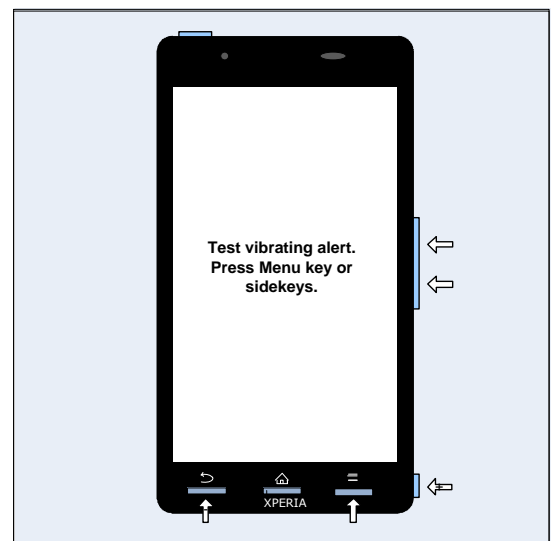 Test vibrating alert.
Press Menu key or
sidekeys.
XPERIA